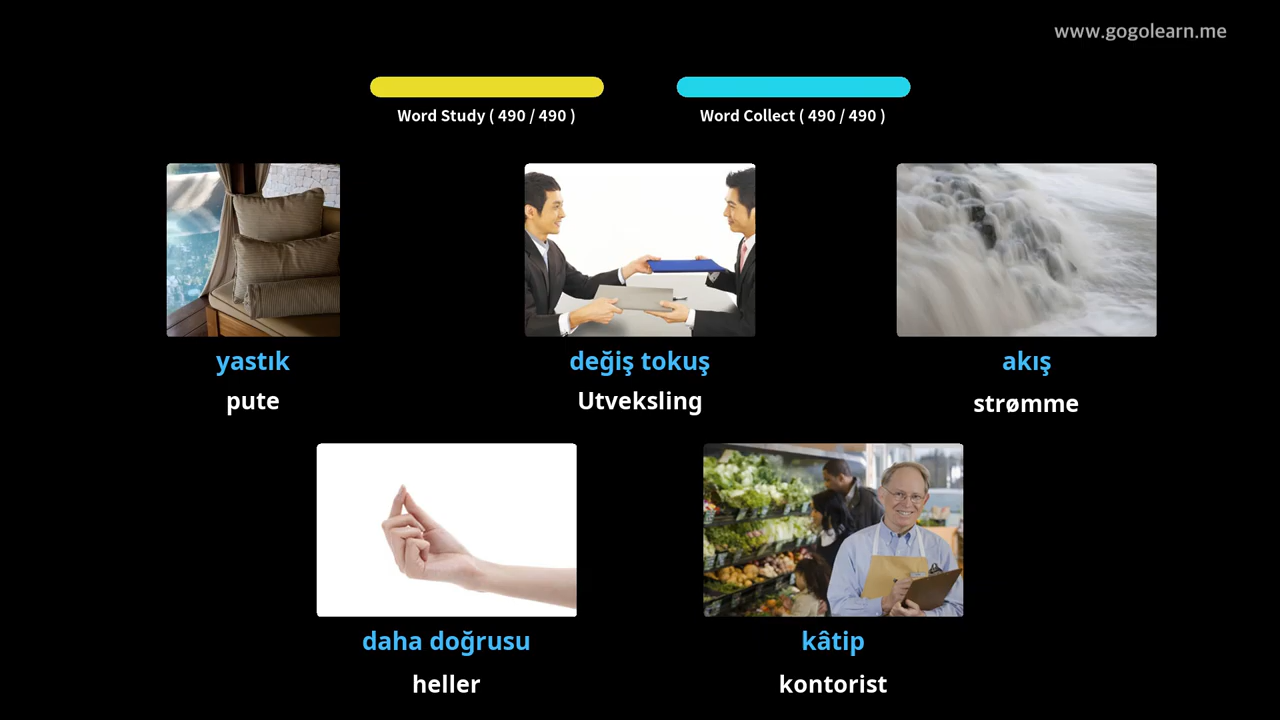 www.gogolearn.me
Word Study ( 490 / 490 )
Word Collect ( 490 / 490 )
yastık
pute
değiş tokuş
Utveksling
akış
strømme
daha doğrusu
heller
kâtip
kontorist